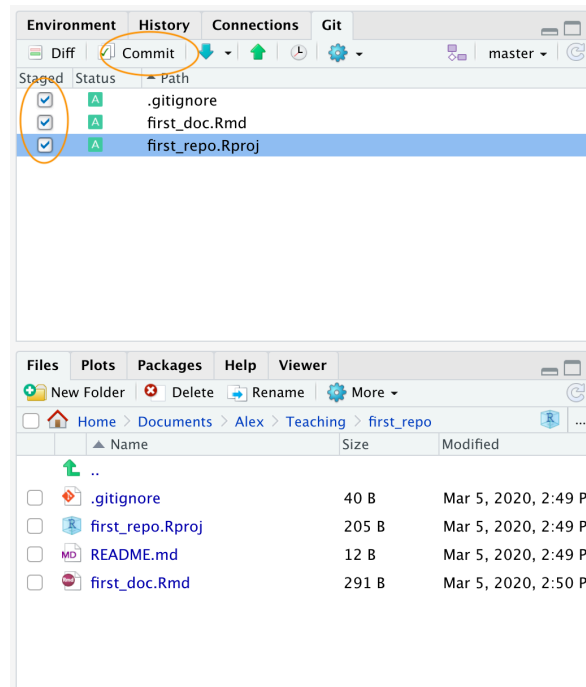 Environment History Connections Git
Diff Commit master
Staged Status Path
A .gitignore
A first_doc.Rmd
A first_repo.Rproj
Files Plots Packages Help Viewer
New Folder Delete Rename More
Home Documents Alex Teaching first_repo R ...
Name Size Modified
..
.gitignore 40 B Mar 5, 2020, 2:49 P
R first_repo.Rproj 205 B Mar 5, 2020, 2:49 P
MD README.md 12 B Mar 5, 2020, 2:49 P
Rmd first_doc.Rmd 291 B Mar 5, 2020, 2:50 P